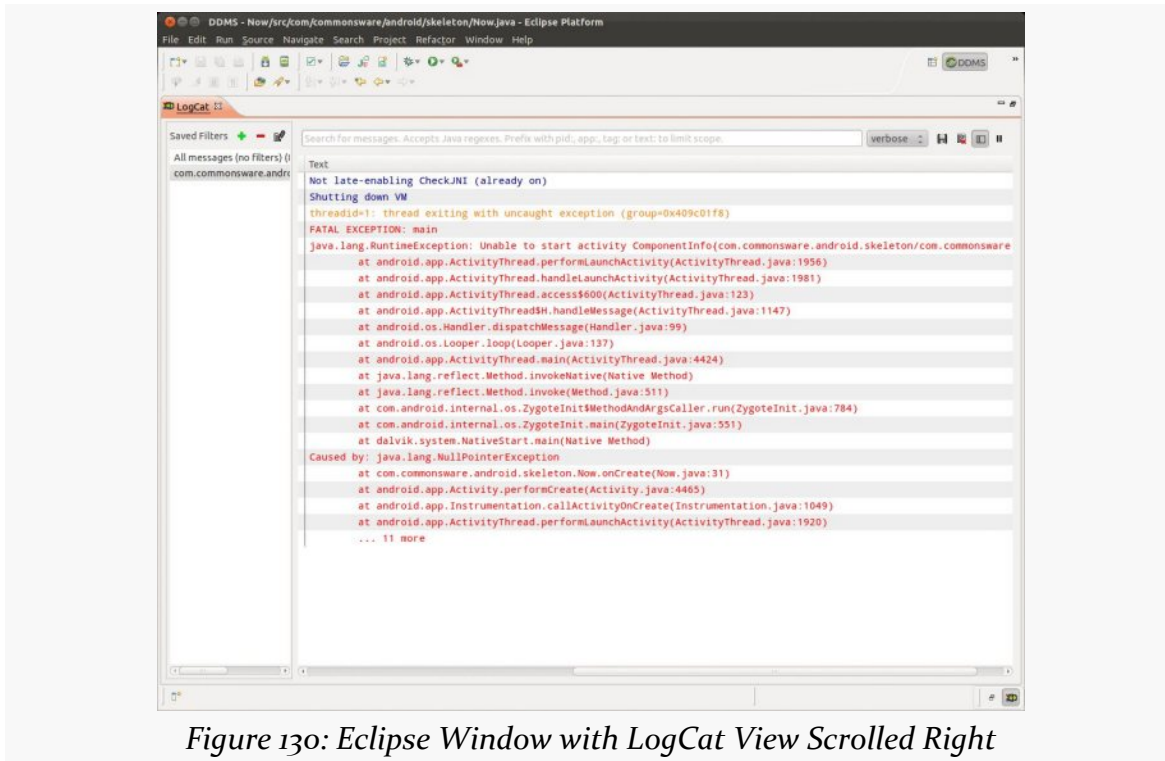 DDMS - Now/src/com/commonsware/android/skeleton/Now.java - Eclipse Platform
File Edit Run Source Navigate Search Project Refactor Window Help
DDMS
LogCat
Saved Filters
Search for messages. Accepts Java regexes. Prefix with pid:, app:, tag: or text: to limit scope.
verbose
All messages (no filters) (
com.commonsware.andr
Text
Not late-enabling CheckJNI (already on)
Shutting down VM
threadid=1: thread exiting with uncaught exception (group=0x409c01f8)
FATAL EXCEPTION: main
java.lang.RuntimeException: Unable to start activity ComponentInfo{com.commonsware.android.skeleton/com.commonsware
at android.app.ActivityThread.performLaunchActivity(ActivityThread.java:1956)
at android.app.ActivityThread.handleLaunchActivity(ActivityThread.java:1981)
at android.app.ActivityThread.access$600(ActivityThread.java:123)
at android.app.ActivityThread$H.handleMessage(ActivityThread.java:1147)
at android.os.Handler.dispatchMessage(Handler.java:99)
at android.os.Looper.loop(Looper.java:137)
at android.app.ActivityThread.main(ActivityThread.java:4424)
at java.lang.reflect.Method.invokeNative(Native Method)
at java.lang.reflect.Method.invoke(Method.java:511)
at com.android.internal.os.ZygoteInit$MethodAndArgsCaller.run(ZygoteInit.java:784)
at com.android.internal.os.ZygoteInit.main(ZygoteInit.java:551)
at dalvik.system.NativeStart.main(Native Method)
Caused by: java.lang.NullPointerException
at com.commonsware.android.skeleton.Now.onCreate(Now.java:31)
at android.app.Activity.performCreate(Activity.java:4465)
at android.app.Instrumentation.callActivityOnCreate(Instrumentation.java:1049)
at android.app.ActivityThread.performLaunchActivity(ActivityThread.java:1920)
... 11 more
Figure 130: Eclipse Window with LogCat View Scrolled Right